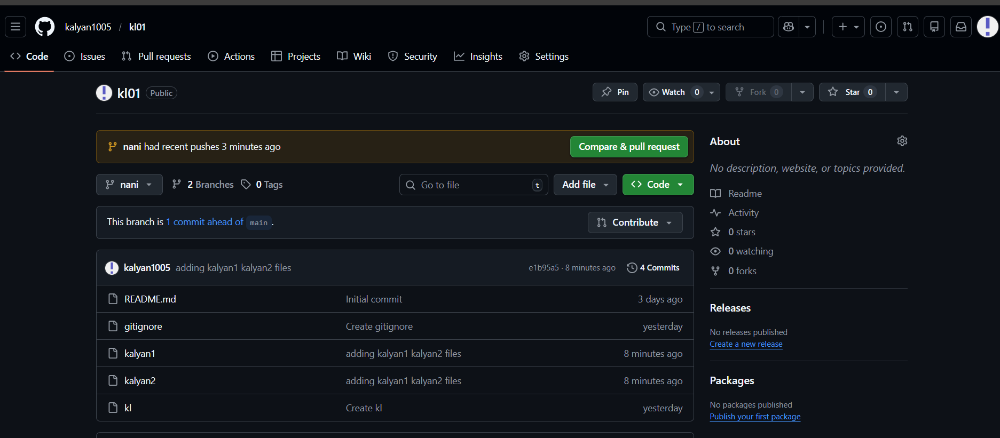 kalyan1005 / kl01
Type / to search
Code Issues Pull requests Actions Projects Wiki Security Insights Settings
kl01 Public
Pin Watch 0 Fork 0 Star 0
nani had recent pushes 3 minutes ago
Compare & pull request
nani 2 Branches 0 Tags
Go to file t
Add file
Code
This branch is 1 commit ahead of main .
Contribute
kalyan1005 adding kalyan1 kalyan2 files e1b95a5 · 8 minutes ago 4 Commits
README.md Initial commit 3 days ago
gitignore Create gitignore yesterday
kalyan1 adding kalyan1 kalyan2 files 8 minutes ago
kalyan2 adding kalyan1 kalyan2 files 8 minutes ago
kl Create kl yesterday
About
No description, website, or topics provided.
Readme
Activity
0 stars
0 watching
0 forks
Releases
No releases published
Create a new release
Packages
No packages published
Publish your first package